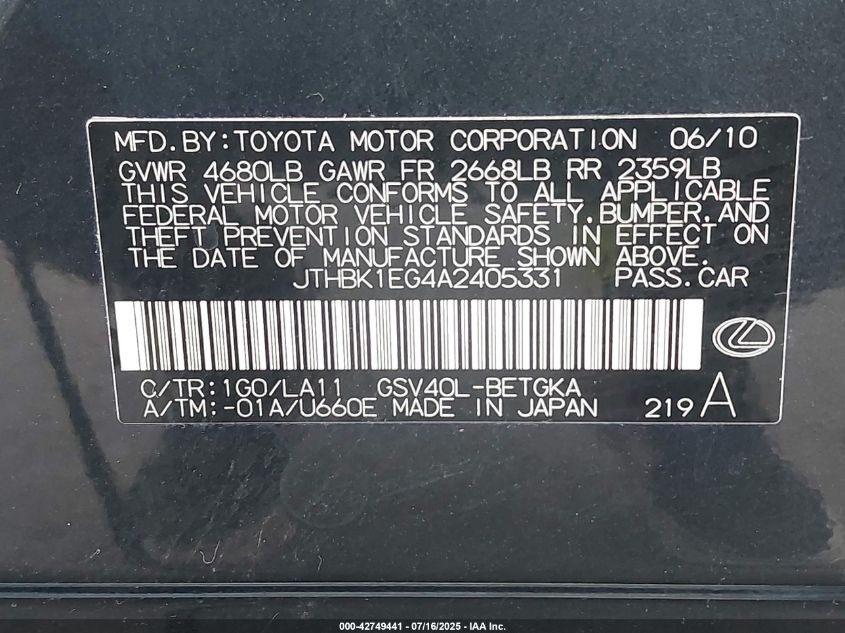 MFD.BY:TOYOTA MOTOR CORPORATION 06/10
GVWR 4680LB GAWR FR 2668LB RR 2359LB
THIS VEHICLE CONFORMS TO ALL APPLICABLE
FEDERAL MOTOR VEHICLE SAFETY,BUMPER,AND
THEFT PREVENTION STANDARDS IN EFFECT ON
THE DATE OF MANUFACTURE SHOWN ABOVE.
JTHBK1EG4A2405331 PASS.CAR
C/TR:1G0/LA11 GSV40L-BETGKA
A/TM:-01A/U660E MADE IN JAPAN 219 A
000-42749441 - 07/16/2025 - IAA Inc.